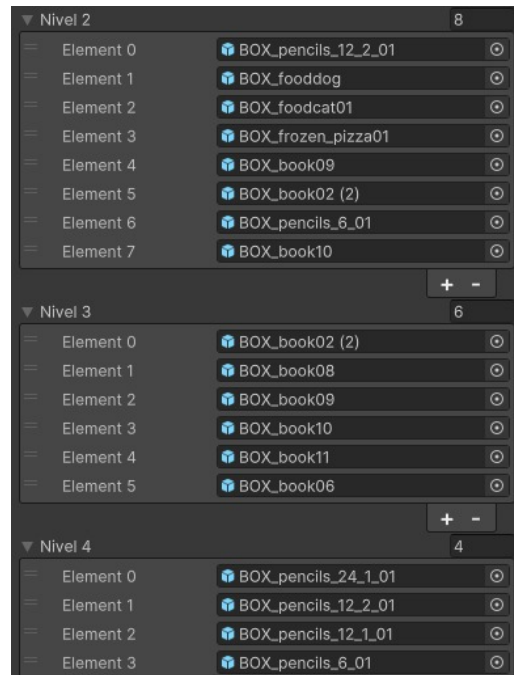 Nivel 2 8
Element 0 BOX_pencils_12_2_01
Element 1 BOX_fooddog
Element 2 BOX_foodcat01
Element 3 BOX_frozen_pizza01
Element 4 BOX_book09
Element 5 BOX_book02 (2)
Element 6 BOX_pencils_6_01
Element 7 BOX_book10
+ -
Nivel 3 6
Element 0 BOX_book02 (2)
Element 1 BOX_book08
Element 2 BOX_book09
Element 3 BOX_book10
Element 4 BOX_book11
Element 5 BOX_book06
+ -
Nivel 4 4
Element 0 BOX_pencils_24_1_01
Element 1 BOX_pencils_12_2_01
Element 2 BOX_pencils_12_1_01
Element 3 BOX_pencils_6_01